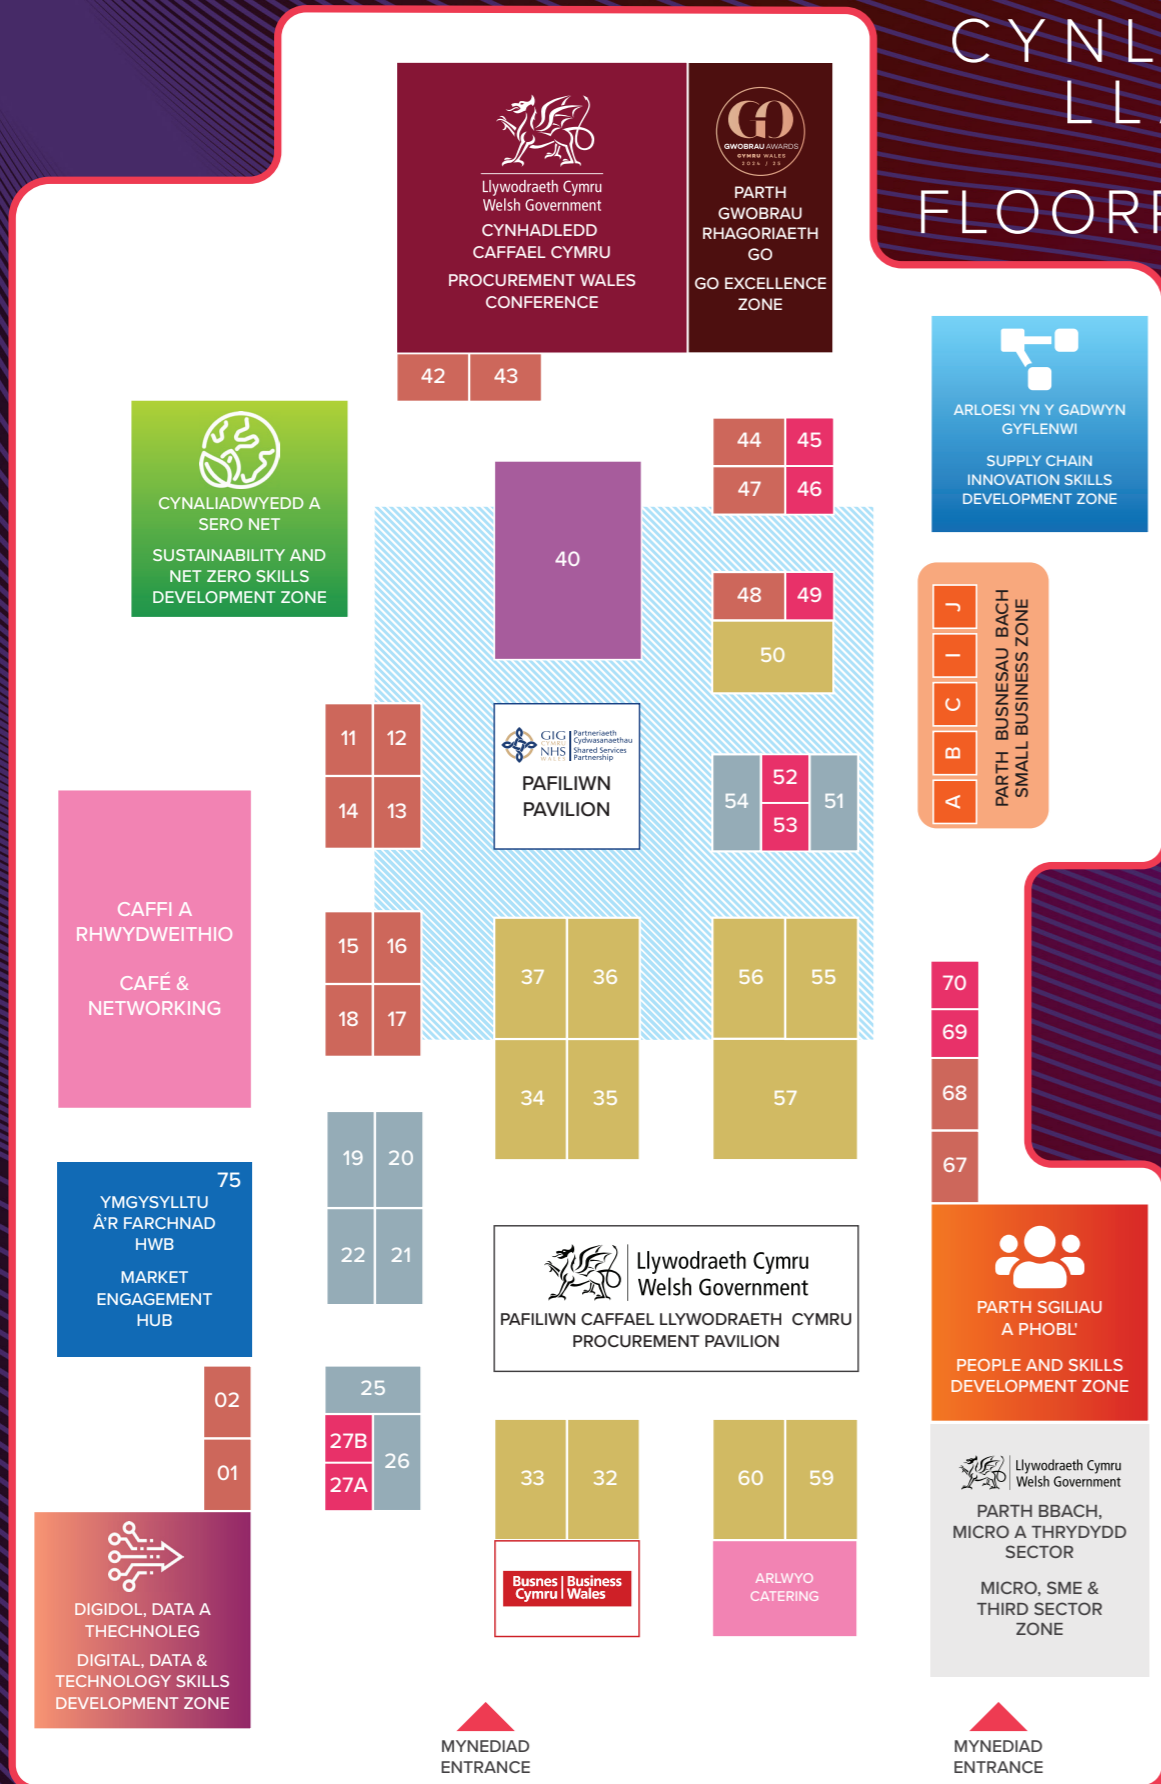 CYNL
LL
FLOORP
Llywodraeth Cymru
Welsh Government
CYNHADLEDD
CAFFAEL CYMRU
PROCUREMENT WALES
CONFERENCE
GO
GWOBRAU AWARDS
GYMRU WALES
2024 / 25
PARTH
GWOBRAU
RHAGORIAETH
GO
GO EXCELLENCE
ZONE
42
43
ARLOESI YN Y GADWYN
GYFLENWI
SUPPLY CHAIN
INNOVATION SKILLS
DEVELOPMENT ZONE
CYNALIADWYEDD A
SERO NET
SUSTAINABILITY AND
NET ZERO SKILLS
DEVELOPMENT ZONE
44
45
47
46
40
48
49
50
J
I
C
B
A
PARTH BUSNESAU BACH
SMALL BUSINESS ZONE
11
12
14
13
GIG
CYMRU
NHS
WALES
Partneriaeth
Cydwasanaethau
Shared Services
Partnership
PAFILIWN
PAVILION
54
52
53
51
CAFFI A
RHWYDWEITHIO
CAFÉ &
NETWORKING
15
16
18
17
37
36
34
35
56
55
57
70
69
68
67
75
YMGYSYLLTU
Â'R FARCHNAD
HWB
MARKET
ENGAGEMENT
HUB
19
20
22
21
Llywodraeth Cymru
Welsh Government
PAFILIWN CAFFAEL LLYWODRAETH CYMRU
PROCUREMENT PAVILION
PARTH SGILIAU
A PHOBL'
PEOPLE AND SKILLS
DEVELOPMENT ZONE
02
01
25
27B
27A
26
33
32
60
59
Llywodraeth Cymru
Welsh Government
PARTH BBACH,
MICRO A THRYDYDD
SECTOR
MICRO, SME &
THIRD SECTOR
ZONE
DIGIDOL, DATA A
THECHNOLEG
DIGITAL, DATA &
TECHNOLOGY SKILLS
DEVELOPMENT ZONE
Busnes Business
Cymru Wales
ARLWYO
CATERING
MYNEDIAD
ENTRANCE
MYNEDIAD
ENTRANCE